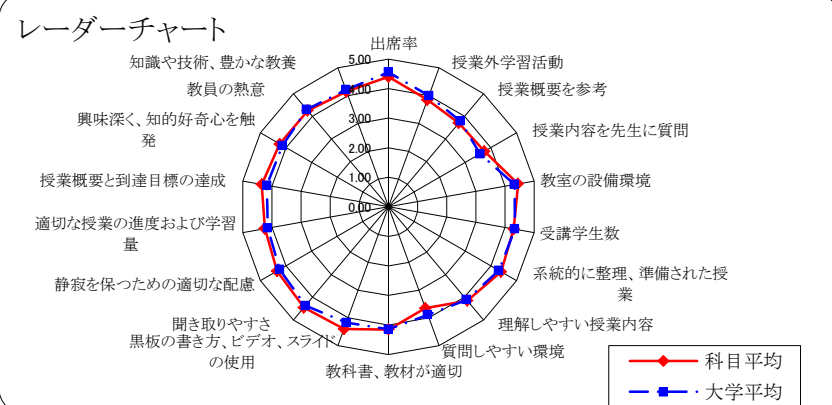 レーダーチャート
出席率
授業外学習活動
授業概要を参考
授業内容を先生に質問
教室の設備環境
受講学生数
系統的に整理、準備された授
業
理解しやすい授業内容
質問しやすい環境
教科書、教材が適切
黒板の書き方、ビデオ、スライド
の使用
聞き取りやすさ
静寂を保つための適切な配慮
適切な授業の進度および学習
量
授業概要と到達目標の達成
興味深く、知的好奇心を触
発
教員の熱意
知識や技術、豊かな教養
5.00
4.00
3.00
2.00
1.00
0.00
科目平均
大学平均